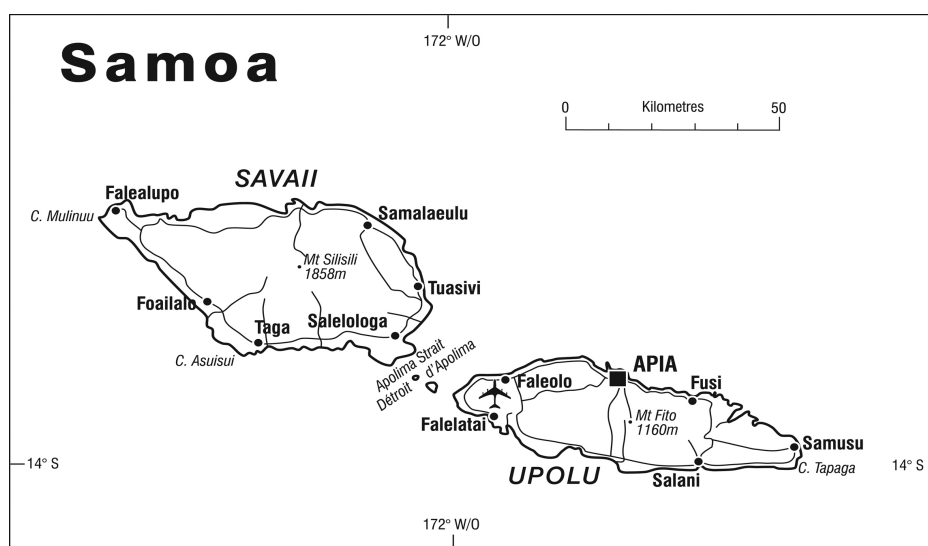 172° W/O
Samoa
0 Kilometres 50
SAVAII
Falealupo
C. Mulinuu
Samalaeulu
Mt Silisili
1858m
Tuasivi
Foailalo
Taga
Salelologa
C. Asuisui
Apolima Strait
Détroit d'Apolima
APIA
Faleolo
Fusi
Falelatai
Mt Fito
1160m
Samusu
UPOLU
C. Tapaga
14° S
14° S
Salani
172° W/O